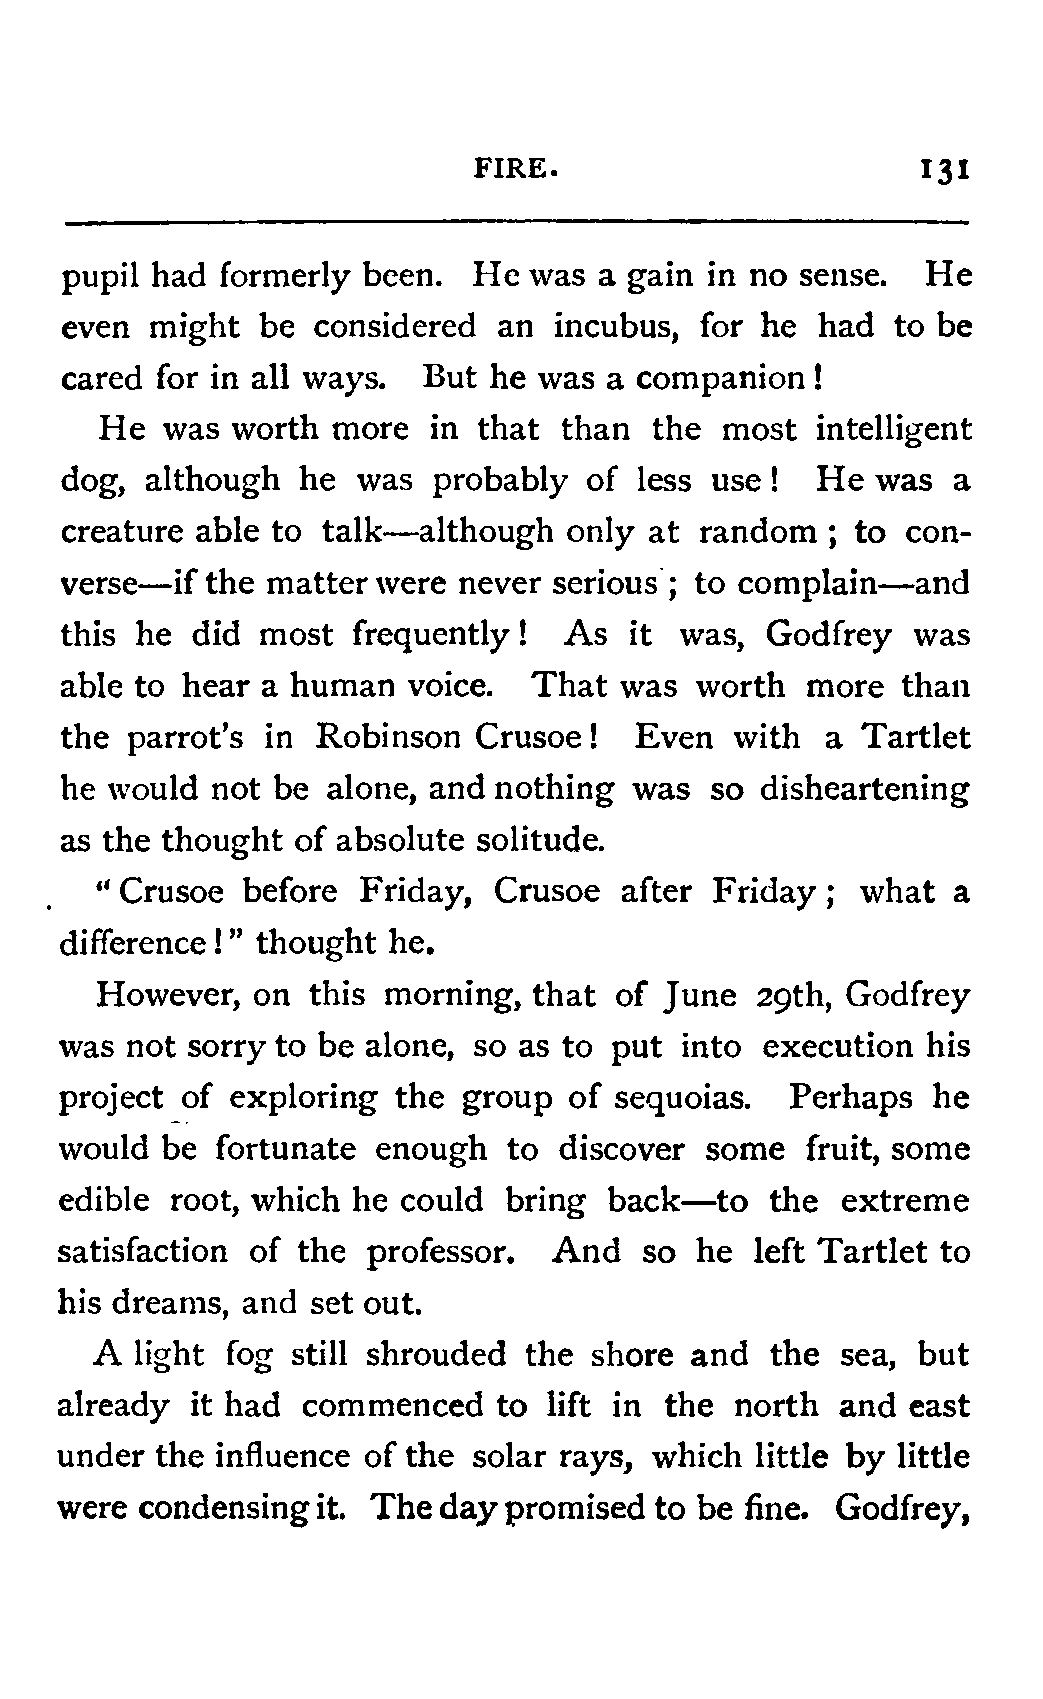 FIRE. 131
pupil had formerly been. He was a gain in no sense. He
even might be considered an incubus, for he had to be
cared for in all ways. But he was a companion!
He was worth more in that than the most intelligent
dog, although he was probably of less use! He was a
creature able to talk—although only at random; to con-
verse—if the matter were never serious; to complain—and
this he did most frequently! As it was, Godfrey was
able to hear a human voice. That was worth more than
the parrot's in Robinson Crusoe! Even with a Tartlet
he would not be alone, and nothing was so disheartening
as the thought of absolute solitude.
"Crusoe before Friday, Crusoe after Friday; what a
difference!" thought he.
However, on this morning, that of June 29th, Godfrey
was not sorry to be alone, so as to put into execution his
project of exploring the group of sequoias. Perhaps he
would be fortunate enough to discover some fruit, some
edible root, which he could bring back—to the extreme
satisfaction of the professor. And so he left Tartlet to
his dreams, and set out.
A light fog still shrouded the shore and the sea, but
already it had commenced to lift in the north and east
under the influence of the solar rays, which little by little
were condensing it. The day promised to be fine. Godfrey,